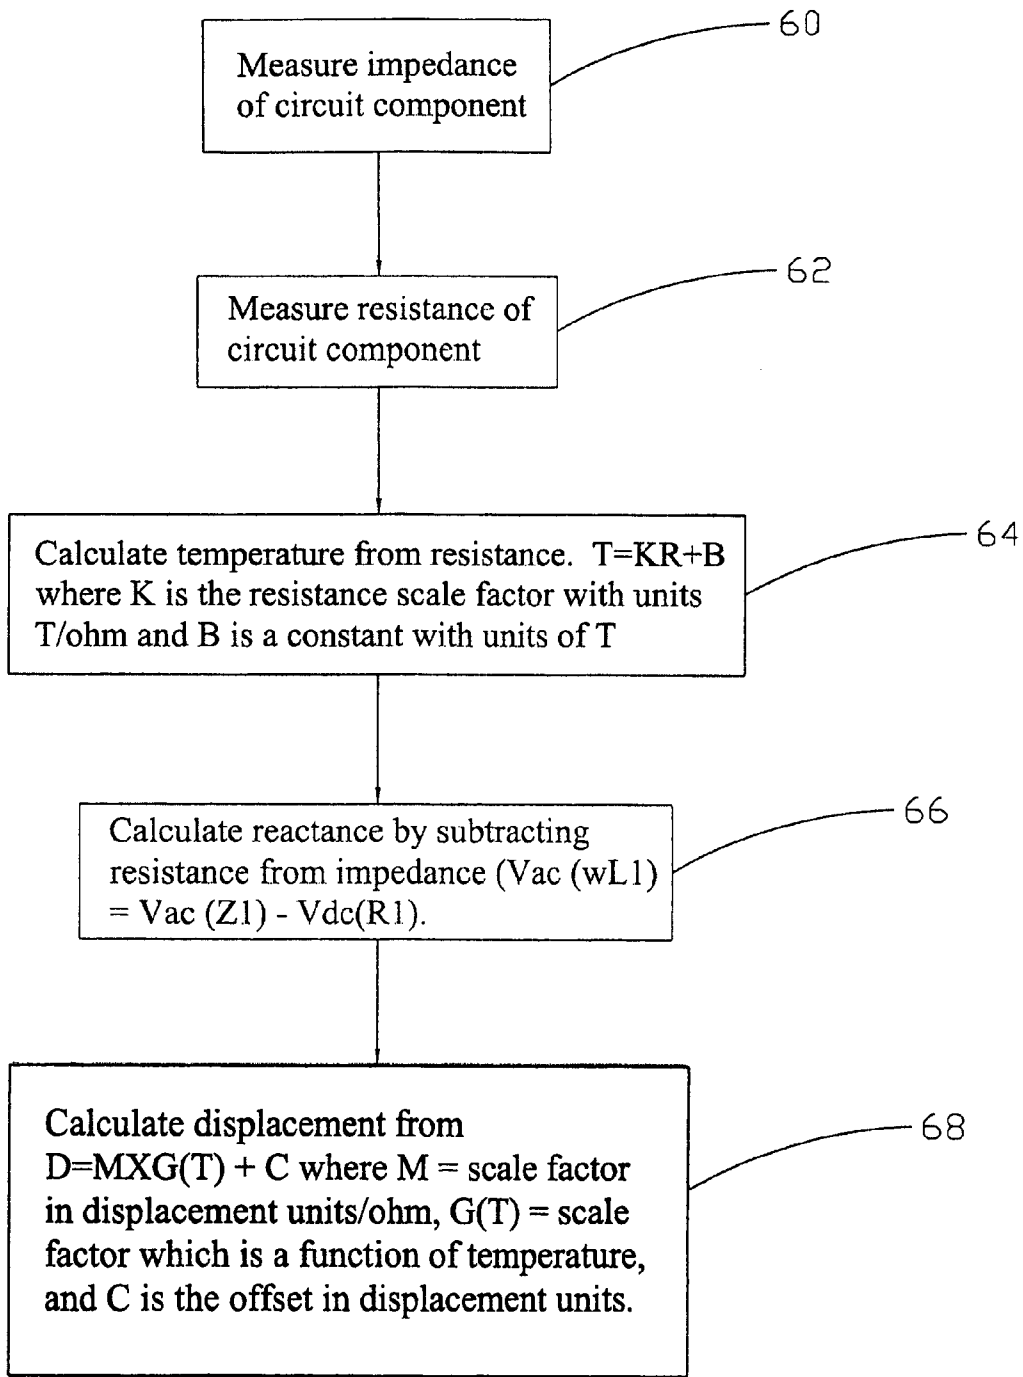 60
Measure impedance
of circuit component
62
Measure resistance of
circuit component
64
Calculate temperature from resistance. T=KR+B
where K is the resistance scale factor with units
T/ohm and B is a constant with units of T
66
Calculate reactance by subtracting
resistance from impedance (Vac (wL1)
= Vac (Z1) - Vdc(R1).
68
Calculate displacement from
D=MXG(T) + C where M = scale factor
in displacement units/ohm, G(T) = scale
factor which is a function of temperature,
and C is the offset in displacement units.